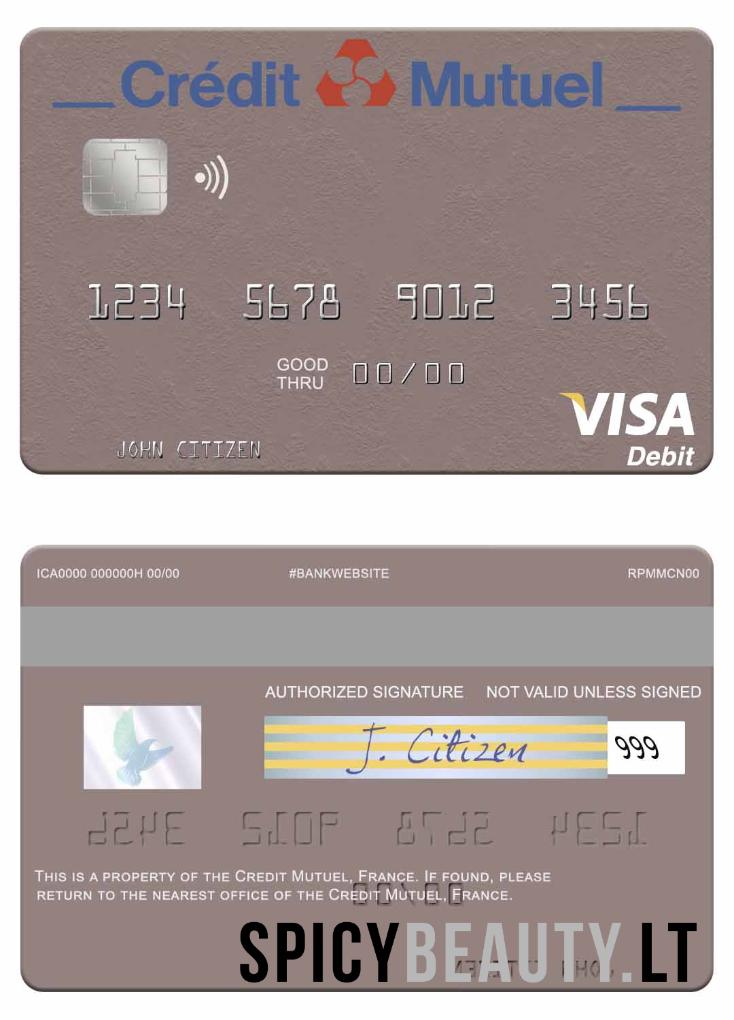 Crédit Mutuel
1234 5678 9012 3456
GOOD THRU 00/00
VISA
Debit
JOHN CITIZEN
ICA0000 000000H 00/00 #BANKWEBSITE RPMMCN00
AUTHORIZED SIGNATURE NOT VALID UNLESS SIGNED
J. Citizen 999
THIS IS A PROPERTY OF THE CREDIT MUTUEL, FRANCE. IF FOUND, PLEASE
RETURN TO THE NEAREST OFFICE OF THE CREDIT MUTUEL, FRANCE.
SPICYBEAUTY.LT